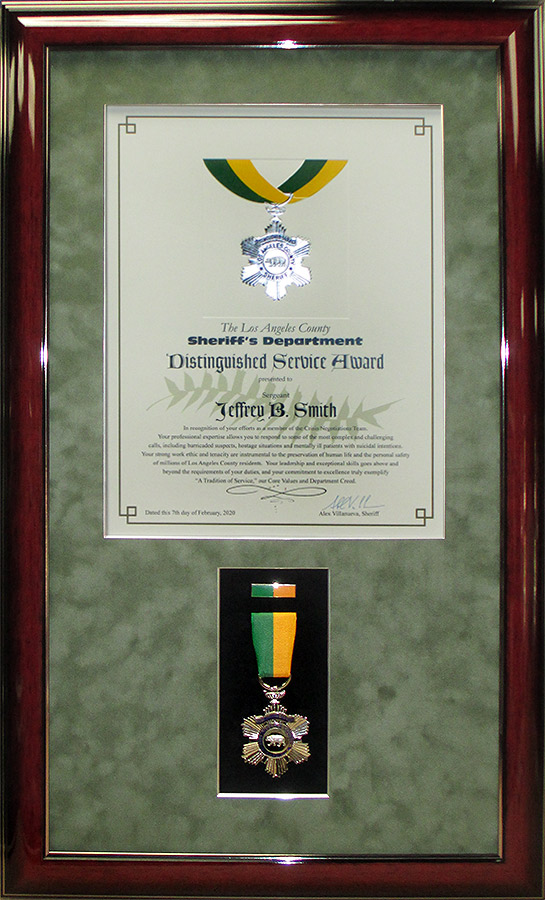 LOS ANGELES COUNTY
SHERIFF
The Los Angeles County
Sheriff's Department
Distinguished Service Award
presented to
Sergeant
Jeffrey B. Smith
In recognition of your efforts as a member of the Crisis Negotiations Team.
Your professional expertise allows you to respond to some of the most complex and challenging
calls, including barricaded suspects, hostage situations and mentally ill patients with suicidal intentions.
Your strong work ethic and tenacity are instrumental to the preservation of human life and the personal safety
of millions of Los Angeles County residents. Your leadership and exceptional skills goes above and
beyond the requirements of your duties, and your commitment to excellence truly exemplify
"A Tradition of Service," our Core Values and Department Creed.
Dated this 7th day of February, 2020
Alex Villanueva, Sheriff